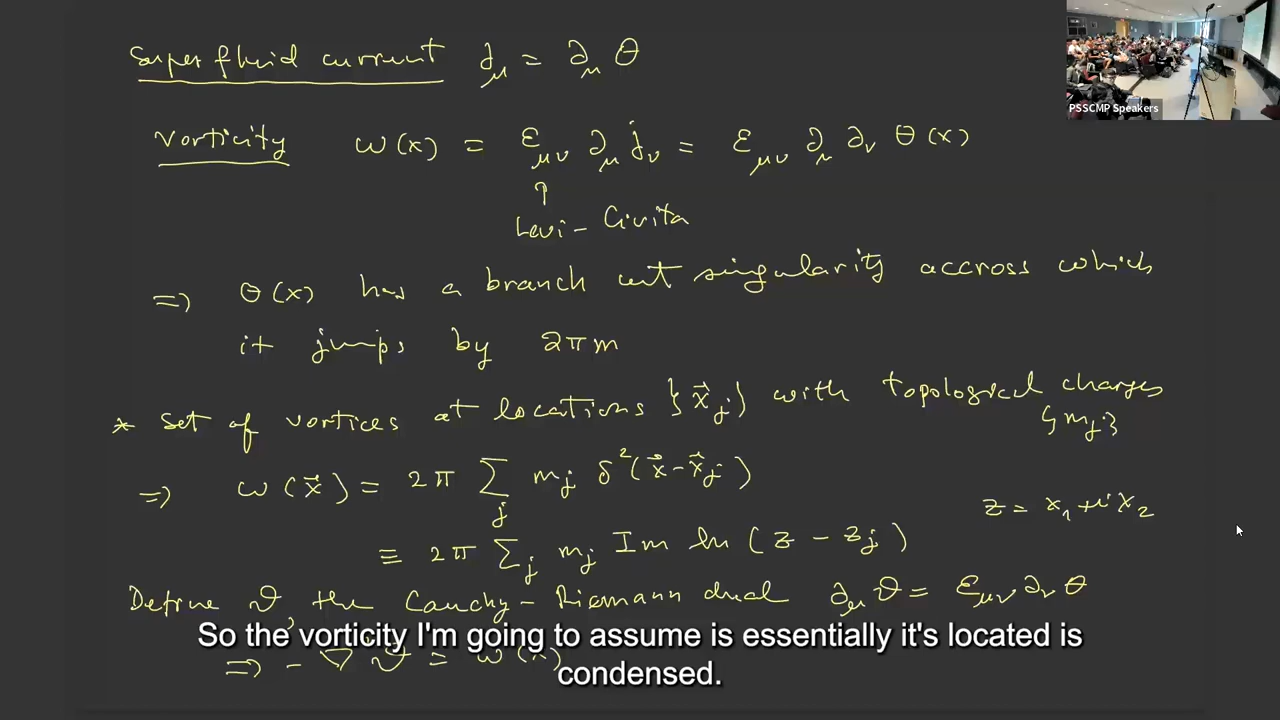 PSSCMP Speakers
Superfluid current j_μ = ∂_μ θ
Vorticity ω(x) = ε_μν ∂_μ j_ν = ε_μν ∂_μ ∂_ν θ(x)
↑
Levi-Civita
⇒ θ(x) has a branch cut singularity accross which
it jumps by 2πm
* Set of vortices at locations {x⃗_j} with topological charges
{m_j}
⇒ ω(x⃗) = 2π ∑_j m_j δ²(x⃗-x⃗_j)
z = x_1 + i x_2
≡ 2π ∑_j m_j Im ln (z - z_j)
Define ϑ, the Cauchy-Riemann dual ∂_μ ϑ = ε_μν ∂_ν θ
So the vorticity I'm going to assume is essentially it's located is
⇒ - ∇ ϑ = ω(x)
condensed.